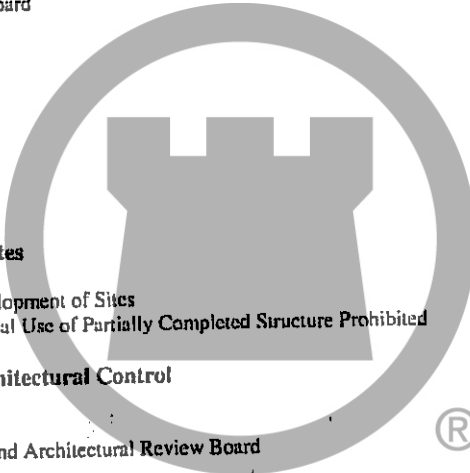 oard
tes
lopment of Sites
al Use of Partially Completed Structure Prohibited
hitectural Control
nd Architectural Review Board
®